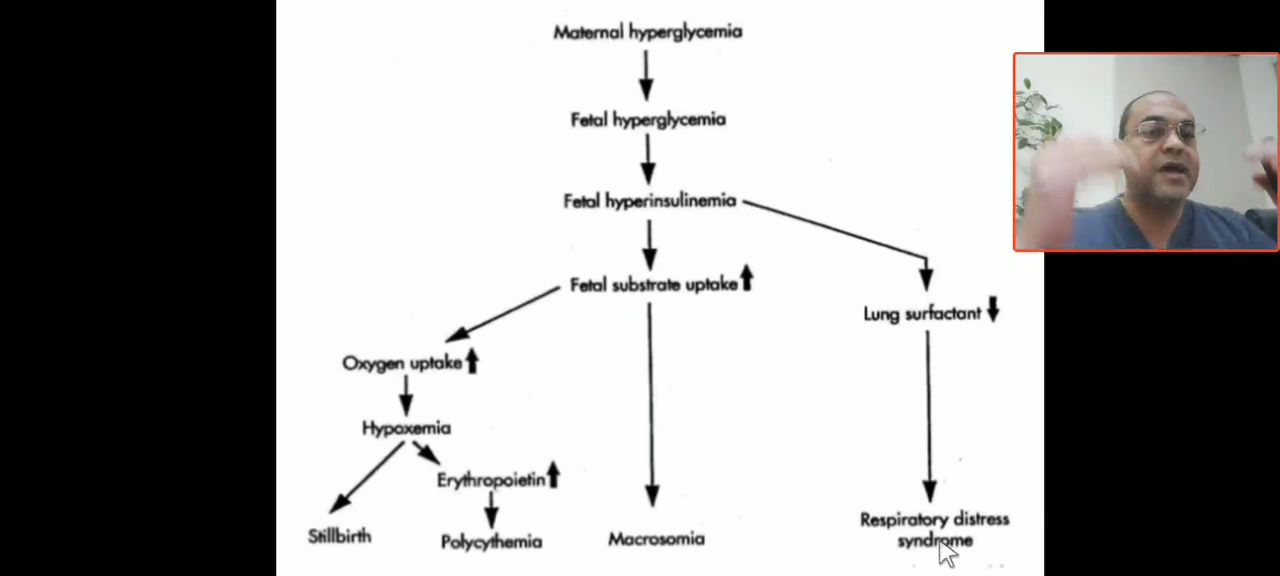 Maternal hyperglycemia
Fetal hyperglycemia
Fetal hyperinsulinemia
Fetal substrate uptake
Lung surfactant
Oxygen uptake
Hypoxemia
Erythropoietin
Stillbirth
Polycythemia
Macrosomia
Respiratory distress
syndrome